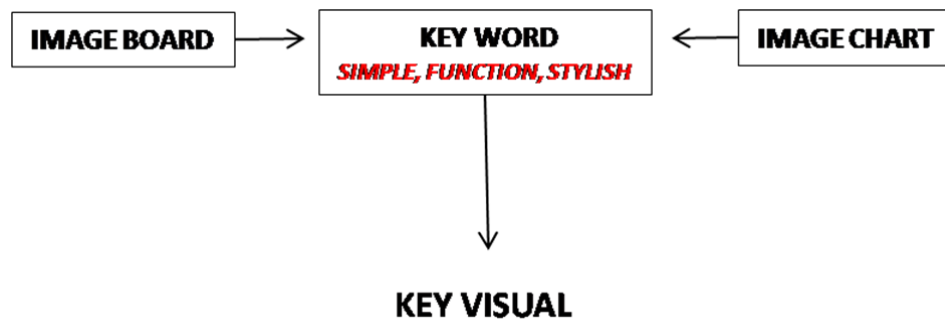 IMAGE BOARD
KEY WORD
SIMPLE, FUNCTION, STYLISH
IMAGE CHART
KEY VISUAL